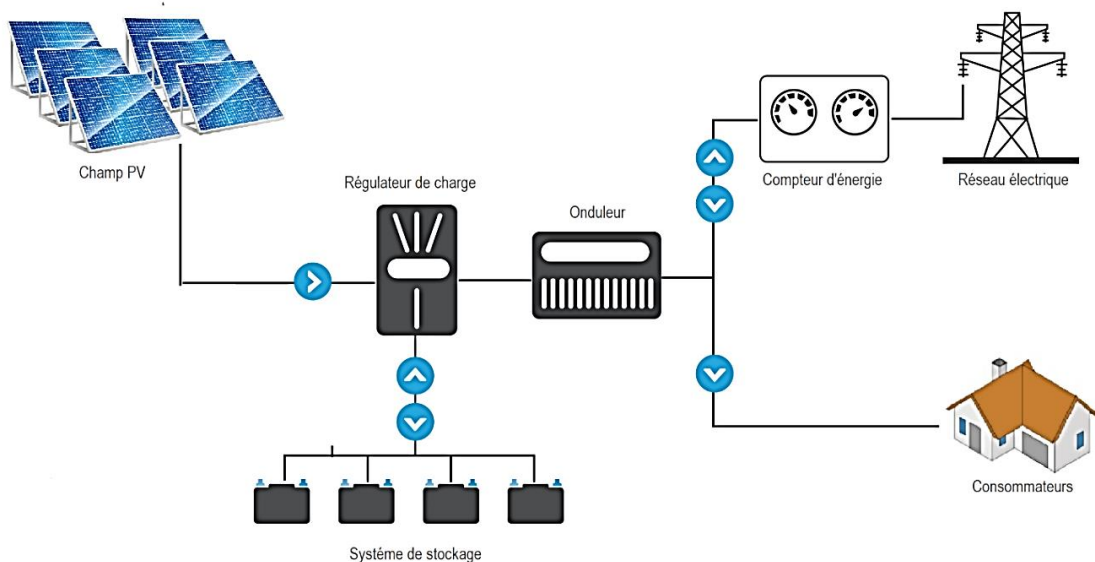 Champ PV
Régulateur de charge
Onduleur
Compteur d'énergie
Réseau électrique
Consommateurs
Systéme de stockage